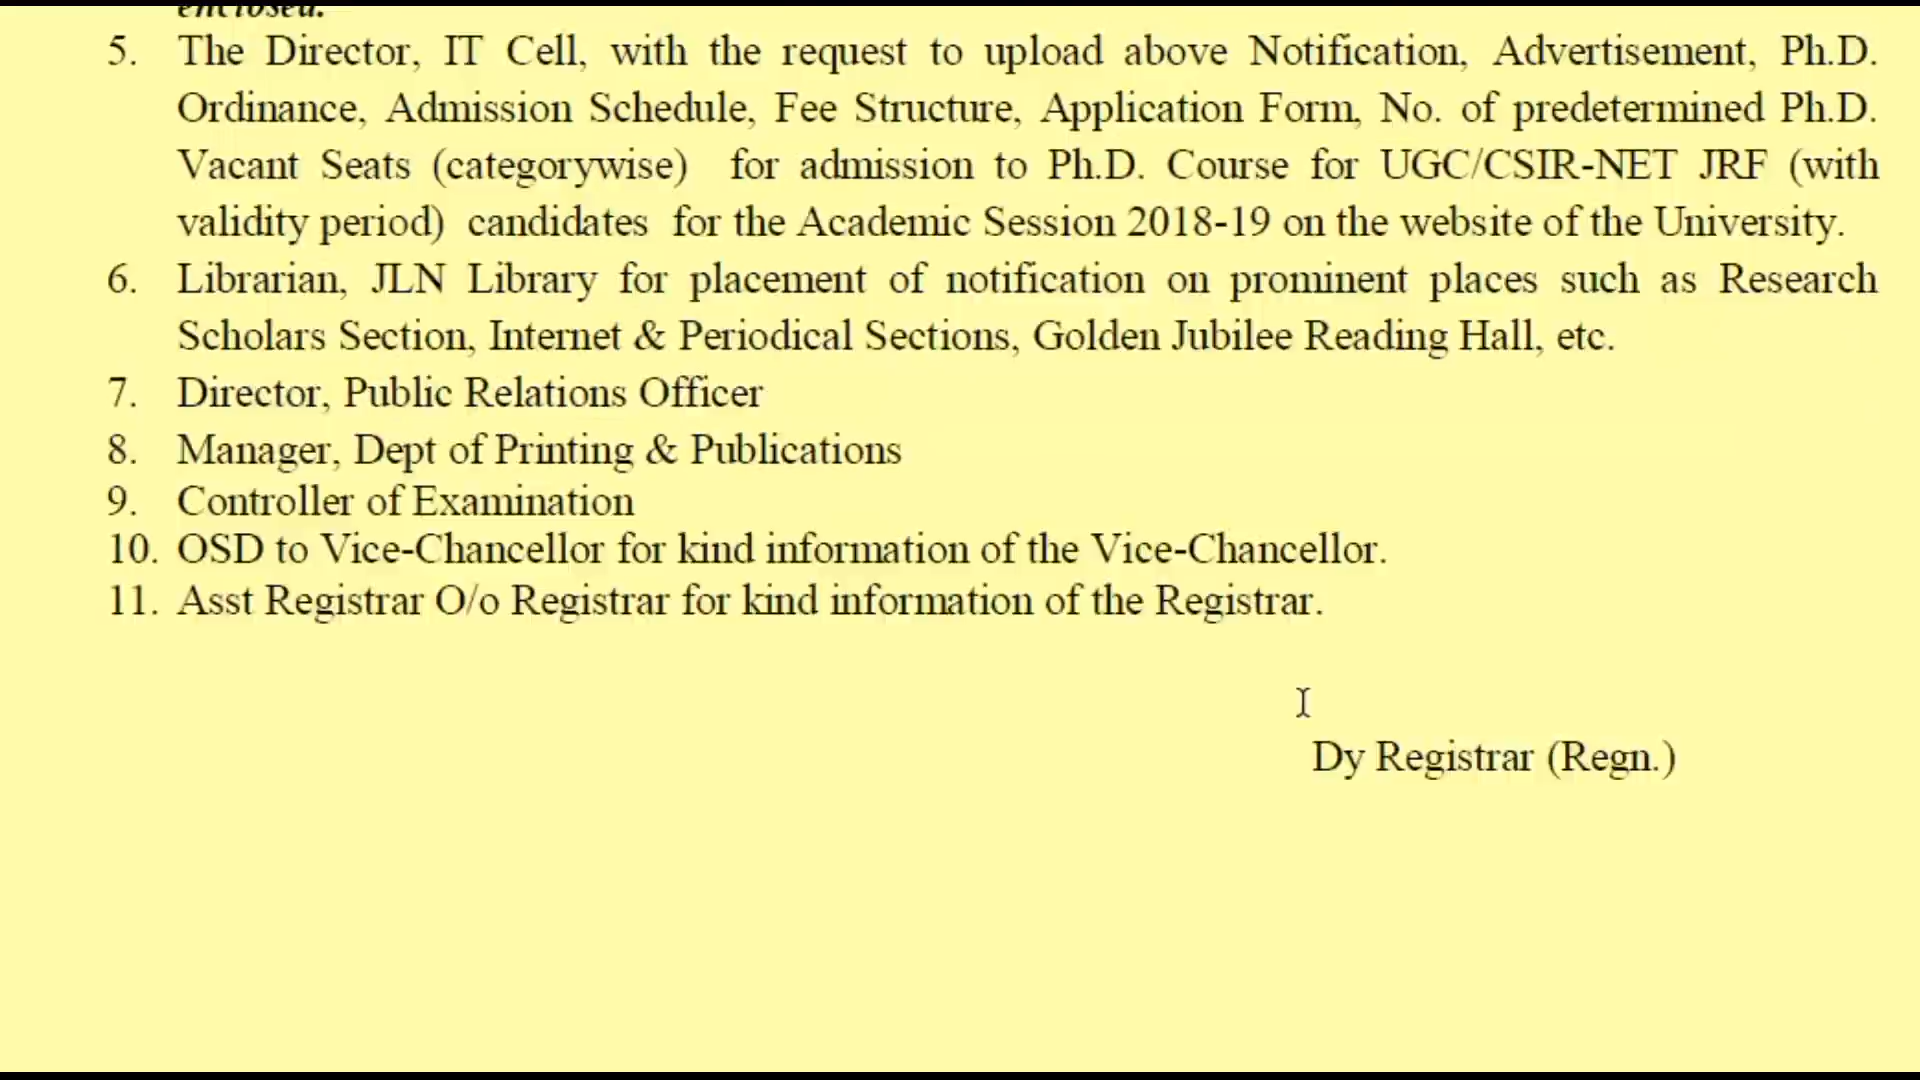 enclosed.
5. The Director, IT Cell, with the request to upload above Notification, Advertisement, Ph.D.
Ordinance, Admission Schedule, Fee Structure, Application Form, No. of predetermined Ph.D.
Vacant Seats (categorywise) for admission to Ph.D. Course for UGC/CSIR-NET JRF (with
validity period) candidates for the Academic Session 2018-19 on the website of the University.
6. Librarian, JLN Library for placement of notification on prominent places such as Research
Scholars Section, Internet & Periodical Sections, Golden Jubilee Reading Hall, etc.
7. Director, Public Relations Officer
8. Manager, Dept of Printing & Publications
9. Controller of Examination
10. OSD to Vice-Chancellor for kind information of the Vice-Chancellor.
11. Asst Registrar O/o Registrar for kind information of the Registrar.
Dy Registrar (Regn.)